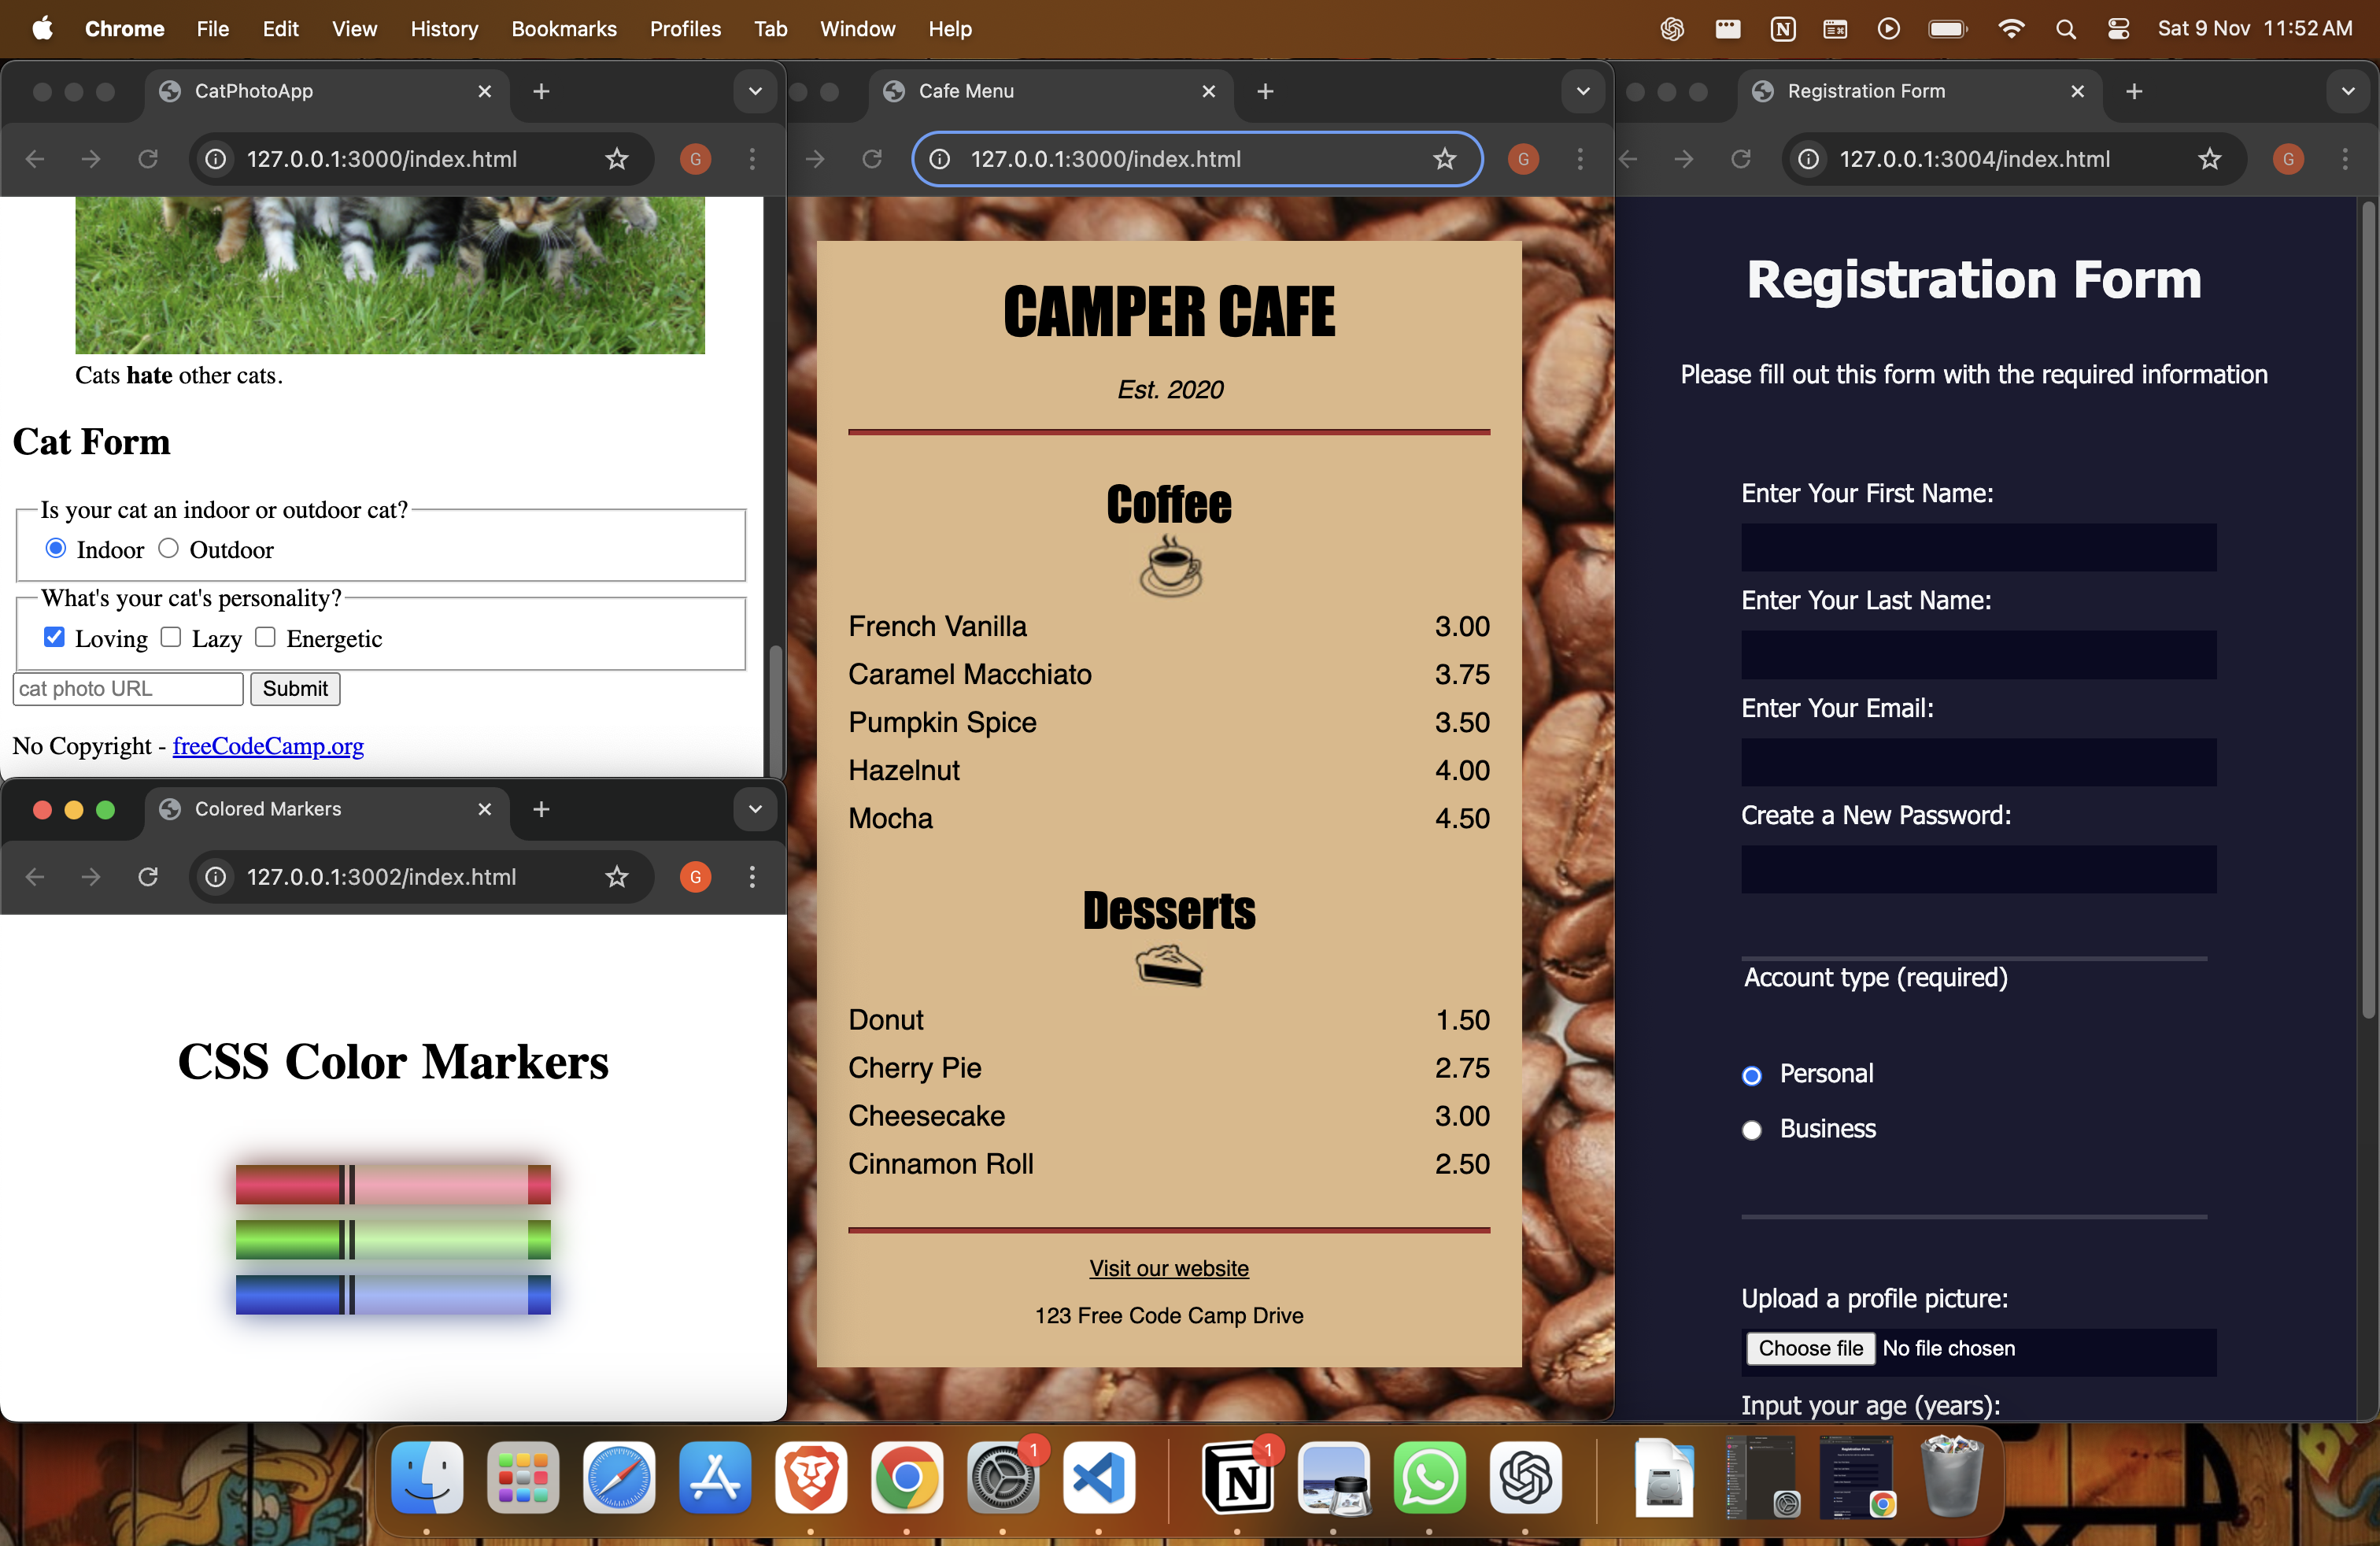 Chrome File Edit View History Bookmarks Profiles Tab Window Help
Sat 9 Nov 11:52 AM
CatPhotoApp
127.0.0.1:3000/index.html
G
Cats hate other cats.
Cat Form
Is your cat an indoor or outdoor cat?
Indoor Outdoor
What's your cat's personality?
Loving Lazy Energetic
cat photo URL Submit
No Copyright - freeCodeCamp.org
Colored Markers
127.0.0.1:3002/index.html
G
CSS Color Markers
Cafe Menu
127.0.0.1:3000/index.html
G
CAMPER CAFE
Est. 2020
Coffee
French Vanilla 3.00
Caramel Macchiato 3.75
Pumpkin Spice 3.50
Hazelnut 4.00
Mocha 4.50
Desserts
Donut 1.50
Cherry Pie 2.75
Cheesecake 3.00
Cinnamon Roll 2.50
Visit our website
123 Free Code Camp Drive
Registration Form
127.0.0.1:3004/index.html
G
Registration Form
Please fill out this form with the required information
Enter Your First Name:
Enter Your Last Name:
Enter Your Email:
Create a New Password:
Account type (required)
Personal
Business
Upload a profile picture:
Choose file No file chosen
Input your age (years):
1
1